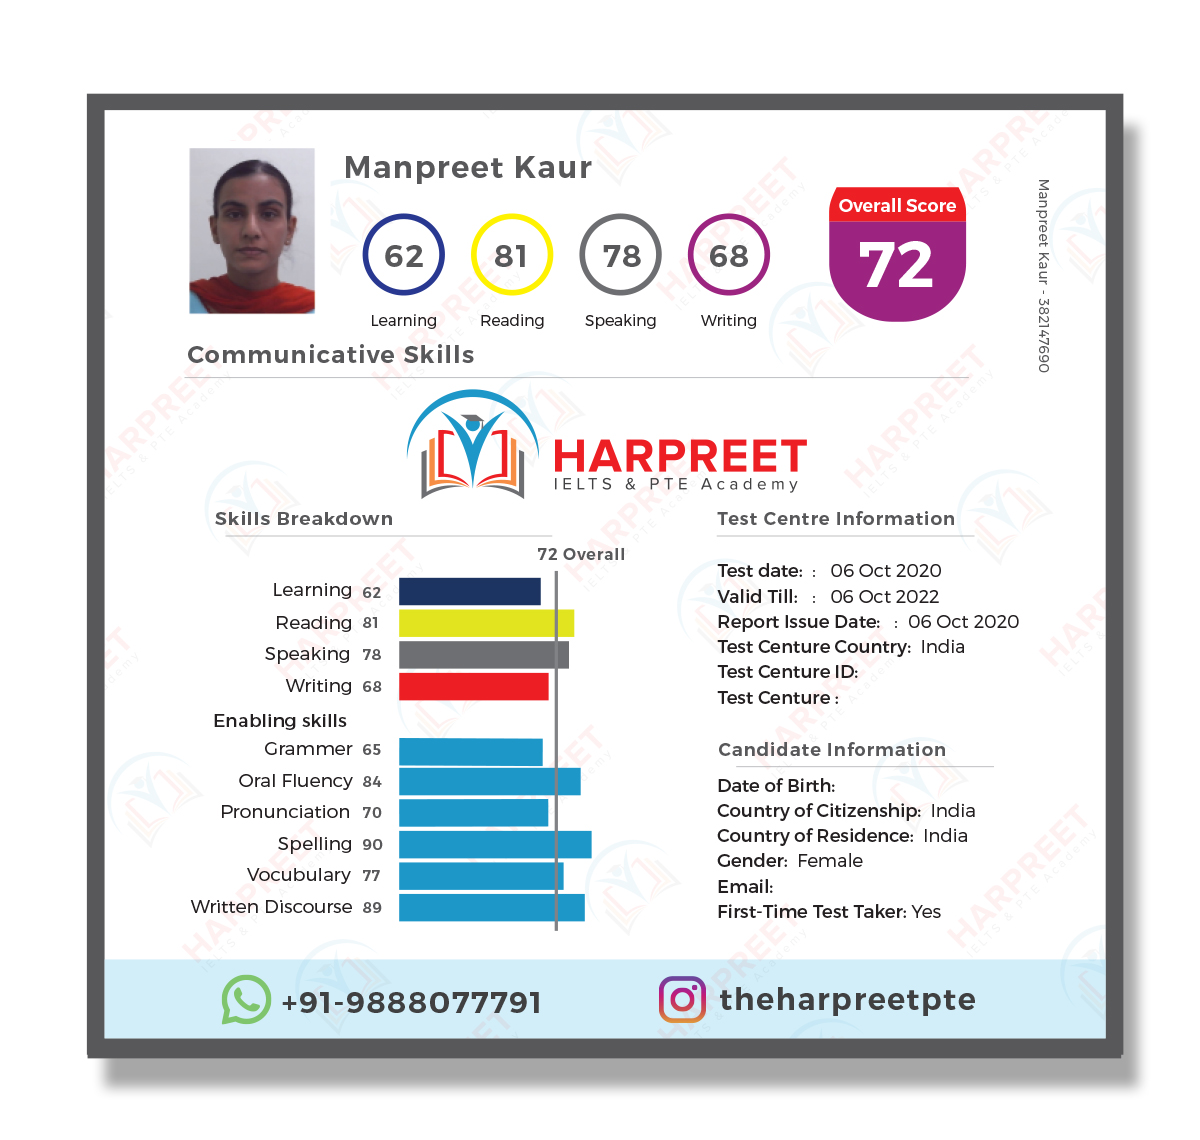 Manpreet Kaur
62 81 78 68
Learning Reading Speaking Writing
Overall Score
72
Manpreet Kaur - 382147690
Communicative Skills
HARPREET
IELTS & PTE Academy
Skills Breakdown
72 Overall
Learning 62
Reading 81
Speaking 78
Writing 68
Enabling skills
Grammer 65
Oral Fluency 84
Pronunciation 70
Spelling 90
Vocubulary 77
Written Discourse 89
Test Centre Information
Test date: : 06 Oct 2020
Valid Till: : 06 Oct 2022
Report Issue Date: : 06 Oct 2020
Test Centure Country: India
Test Centure ID:
Test Centure :
Candidate Information
Date of Birth:
Country of Citizenship: India
Country of Residence: India
Gender: Female
Email:
First-Time Test Taker: Yes
+91-9888077791
theharpreetpte